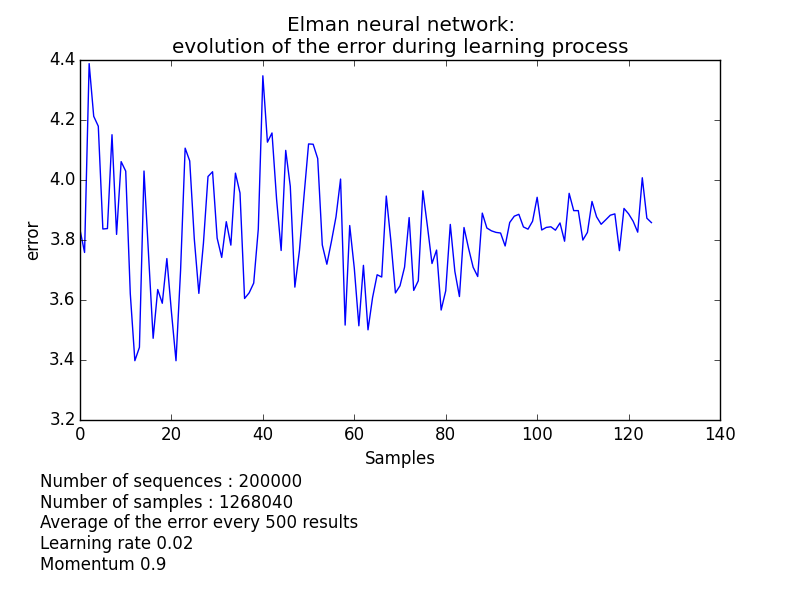 Elman neural network:
evolution of the error during learning process
4.4
4.2
4.0
3.8
3.6
3.4
3.2
error
0 20 40 60 80 100 120 140
Samples
Number of sequences : 200000
Number of samples : 1268040
Average of the error every 500 results
Learning rate 0.02
Momentum 0.9